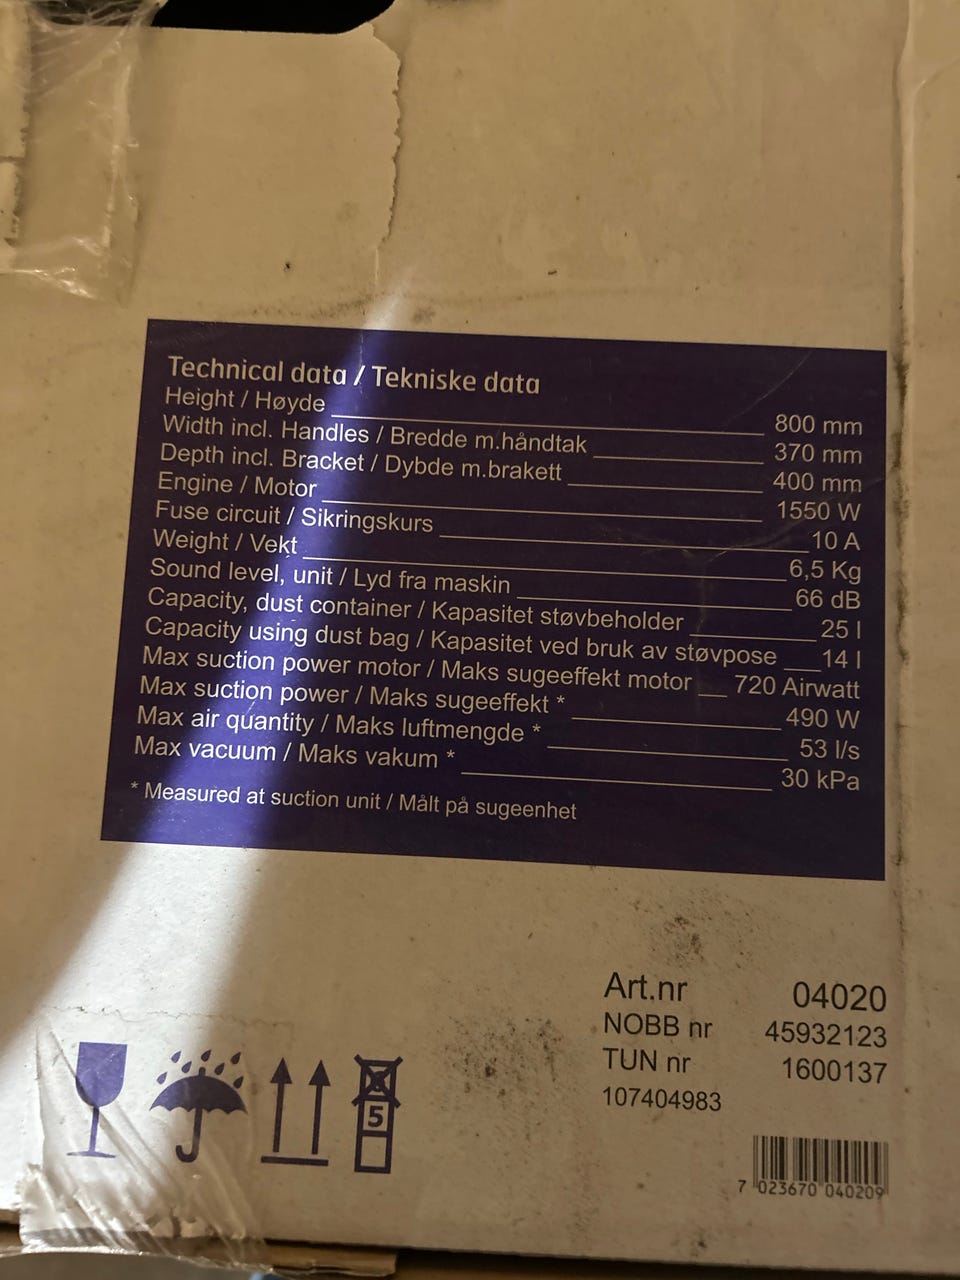 Technical data / Tekniske data
Height / Høyde 800 mm
Width incl. Handles / Bredde m.håndtak 370 mm
Depth incl. Bracket / Dybde m.brakett 400 mm
Engine / Motor 1550 W
Fuse circuit / Sikringskurs 10 A
Weight / Vekt 6,5 Kg
Sound level, unit / Lyd fra maskin 66 dB
Capacity, dust container / Kapasitet støvbeholder 25 l
Capacity using dust bag / Kapasitet ved bruk av støvpose 14 l
Max suction power motor / Maks sugeeffekt motor 720 Airwatt
Max suction power / Maks sugeeffekt * 490 W
Max air quantity / Maks luftmengde * 53 l/s
Max vacuum / Maks vakum * 30 kPa
* Measured at suction unit / Målt på sugeenhet
Art.nr 04020
NOBB nr 45932123
TUN nr 1600137
107404983
5
7 023670 040209